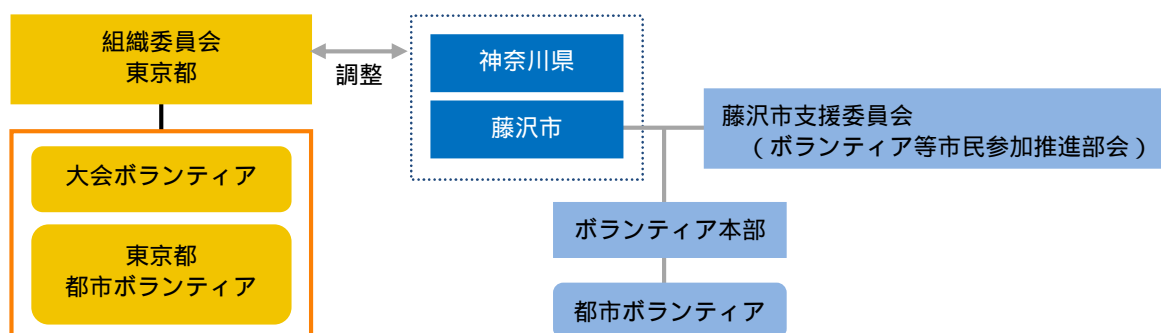 組織委員会
東京都
調整
神奈川県
藤沢市
藤沢市支援委員会
（ボランティア等市民参加推進部会）
大会ボランティア
東京都
都市ボランティア
ボランティア本部
都市ボランティア